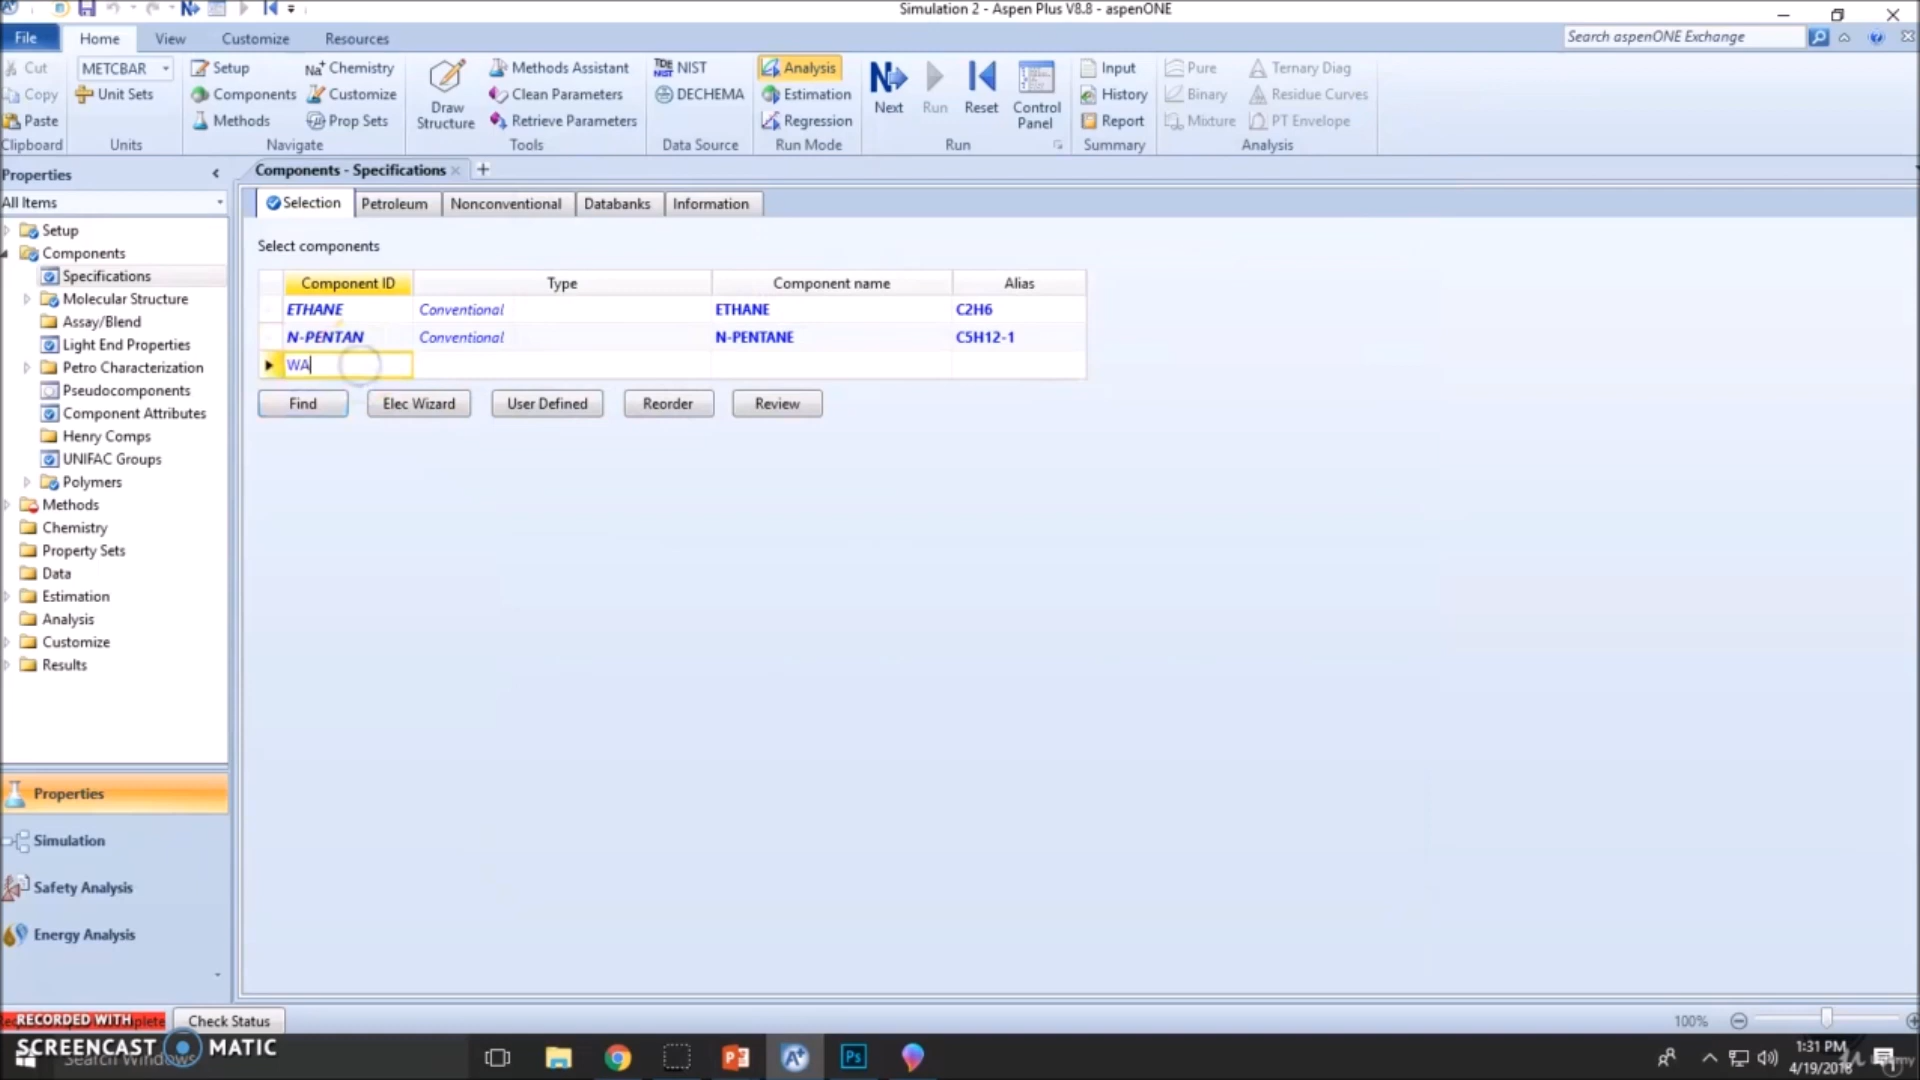 Simulation 2 - Aspen Plus V8.8 - aspenONE
File Home View Customize Resources
Search aspenONE Exchange
Cut
Copy
Paste
Clipboard
METCBAR
Unit Sets
Units
Setup
Components
Methods
Na+ Chemistry
Customize
Prop Sets
Navigate
Draw
Structure
Methods Assistant
Clean Parameters
Retrieve Parameters
Tools
NIST
DECHEMA
Data Source
Analysis
Estimation
Regression
Run Mode
Next
Run
Reset
Control
Panel
Run
Input
History
Report
Summary
Pure
Binary
Mixture
Ternary Diag
Residue Curves
PT Envelope
Analysis
Properties
All Items
Setup
Components
Specifications
Molecular Structure
Assay/Blend
Light End Properties
Petro Characterization
Pseudocomponents
Component Attributes
Henry Comps
UNIFAC Groups
Polymers
Methods
Chemistry
Property Sets
Data
Estimation
Analysis
Customize
Results
Properties
Simulation
Safety Analysis
Energy Analysis
Components - Specifications
Selection Petroleum Nonconventional Databanks Information
Select components
Component ID Type Component name Alias
ETHANE Conventional ETHANE C2H6
N-PENTAN Conventional N-PENTANE C5H12-1
WA
Find Elec Wizard User Defined Reorder Review
RECORDED WITH
Check Status
100%
SCREENCAST MATIC
Search Windows
1:31 PM